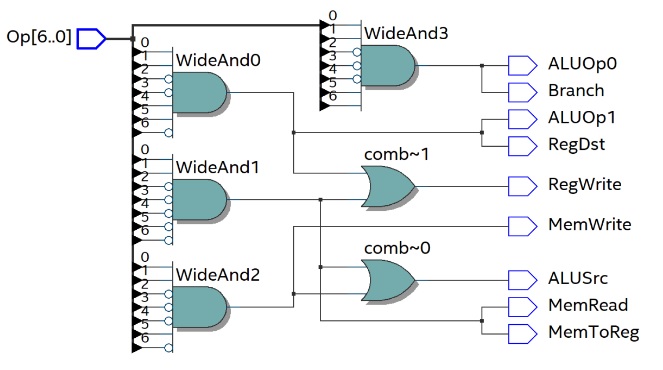 Op[6..0]
WideAnd3
0
1
2
3
4
5
6
WideAnd0
0
1
2
3
4
5
6
WideAnd1
0
1
2
3
4
5
6
WideAnd2
0
1
2
3
4
5
6
comb~1
comb~0
ALUOp0
Branch
ALUOp1
RegDst
RegWrite
MemWrite
ALUSrc
MemRead
MemToReg